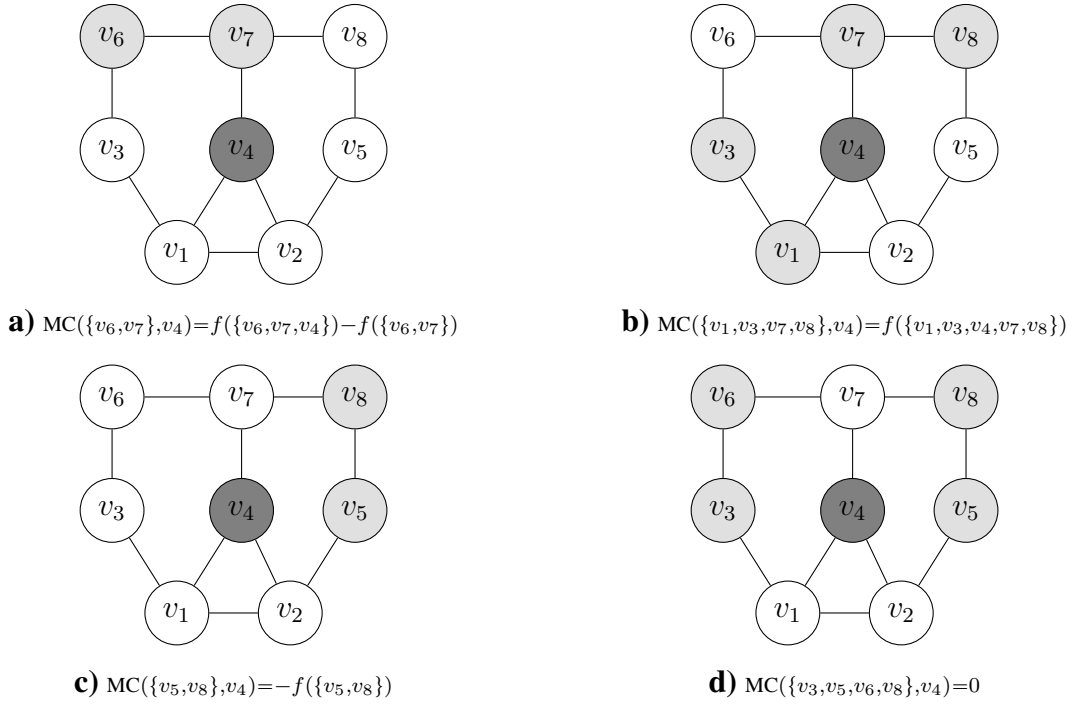 v₆ v₇ v₈ v₆ v₇ v₈
v₃ v₄ v₅ v₃ v₄ v₅
v₁ v₂ v₁ v₂
a) MC({v₆,v₇},v₄)=f({v₆,v₇,v₄})−f({v₆,v₇}) b) MC({v₁,v₃,v₇,v₈},v₄)=f({v₁,v₃,v₄,v₇,v₈})
v₆ v₇ v₈ v₆ v₇ v₈
v₃ v₄ v₅ v₃ v₄ v₅
v₁ v₂ v₁ v₂
c) MC({v₅,v₈},v₄)=−f({v₅,v₈}) d) MC({v₃,v₅,v₆,v₈},v₄)=0